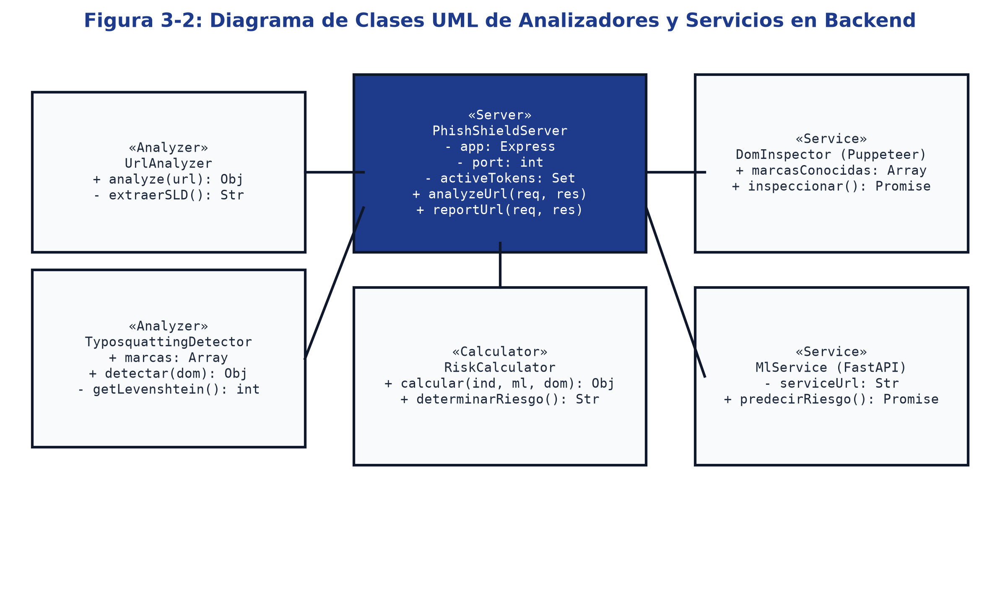 Figura 3-2: Diagrama de Clases UML de Analizadores y Servicios en Backend
«Analyzer»
UrlAnalyzer
+ analyze(url): Obj
- extraerSLD(): Str
«Server»
PhishShieldServer
- app: Express
- port: int
- activeTokens: Set
+ analyzeUrl(req, res)
+ reportUrl(req, res)
«Service»
DomInspector (Puppeteer)
+ marcasConocidas: Array
+ inspeccionar(): Promise
«Analyzer»
TyposquattingDetector
+ marcas: Array
+ detectar(dom): Obj
- getLevenshtein(): int
«Calculator»
RiskCalculator
+ calcular(ind, ml, dom): Obj
+ determinarRiesgo(): Str
«Service»
MlService (FastAPI)
- serviceUrl: Str
+ predecirRiesgo(): Promise